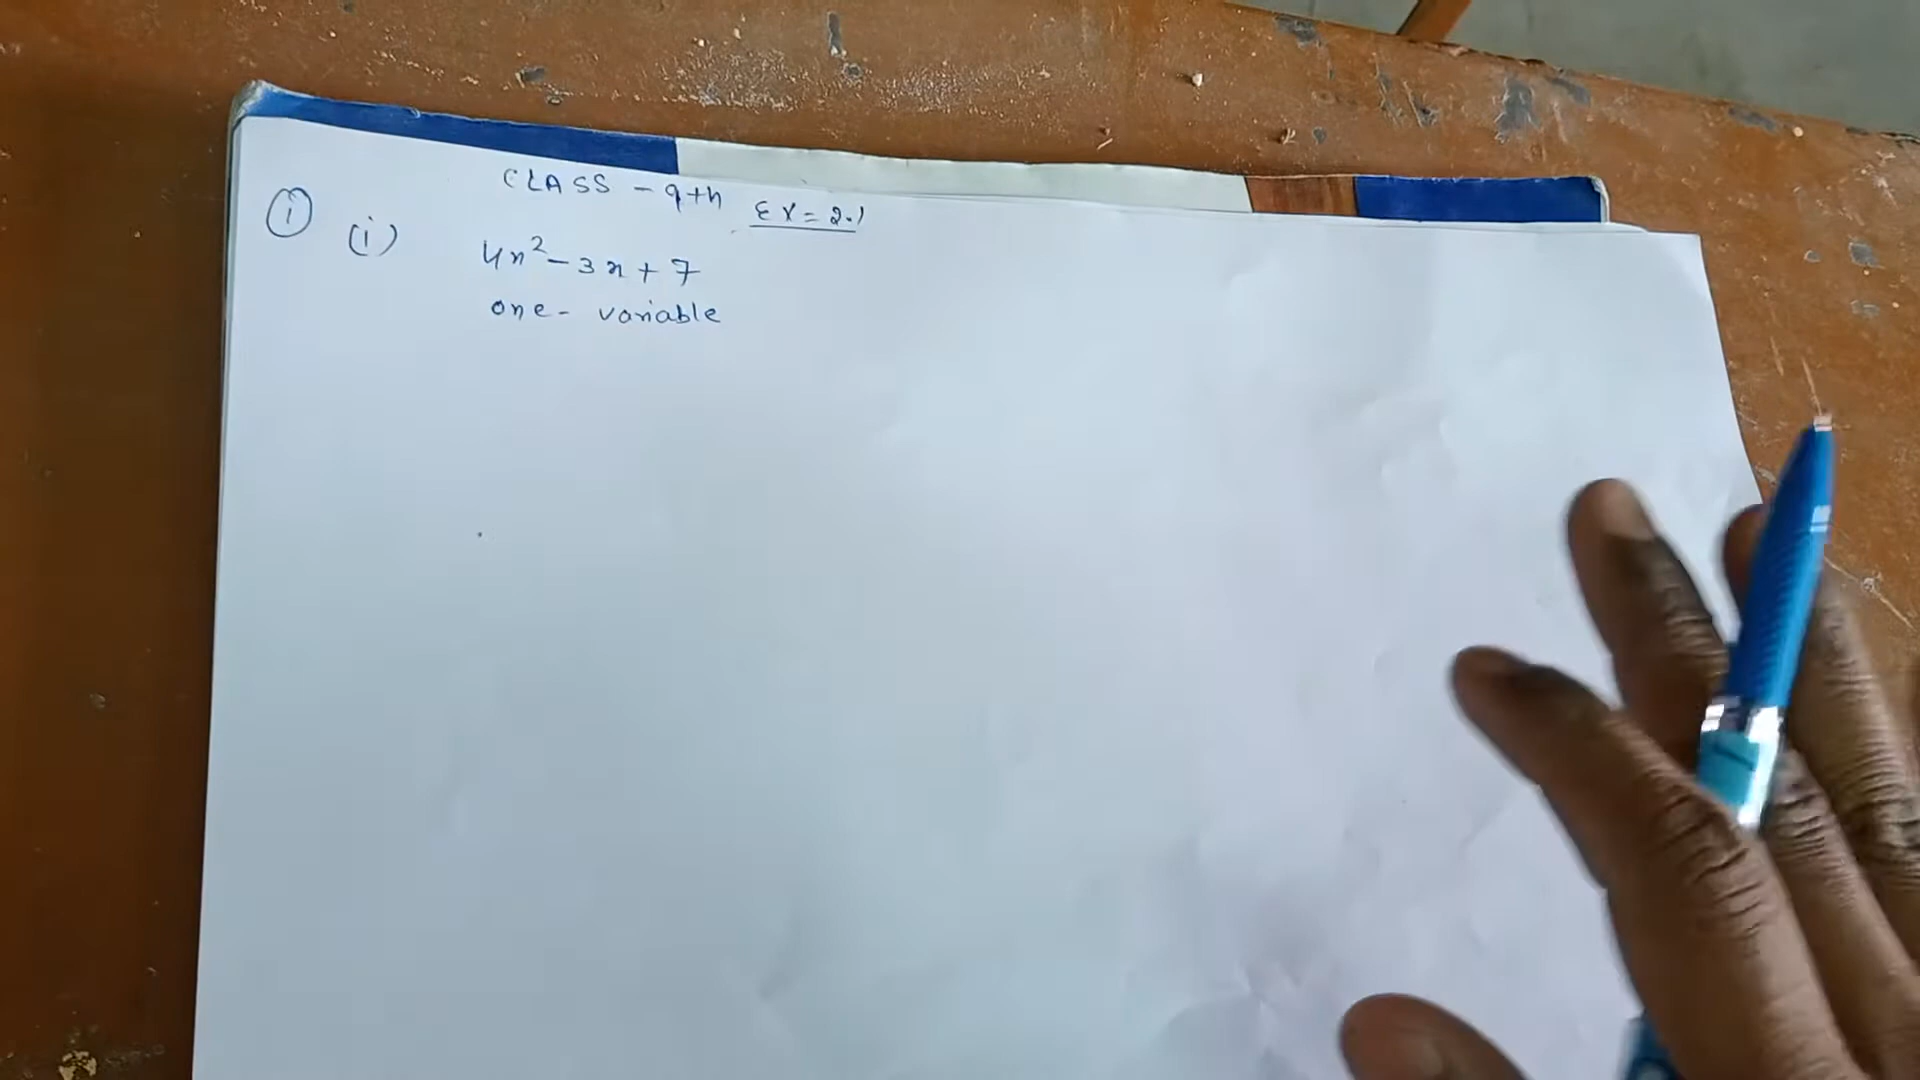 CLASS - 9th
Ex = 2.1
① (i) 4x² - 3x + 7
one - variable